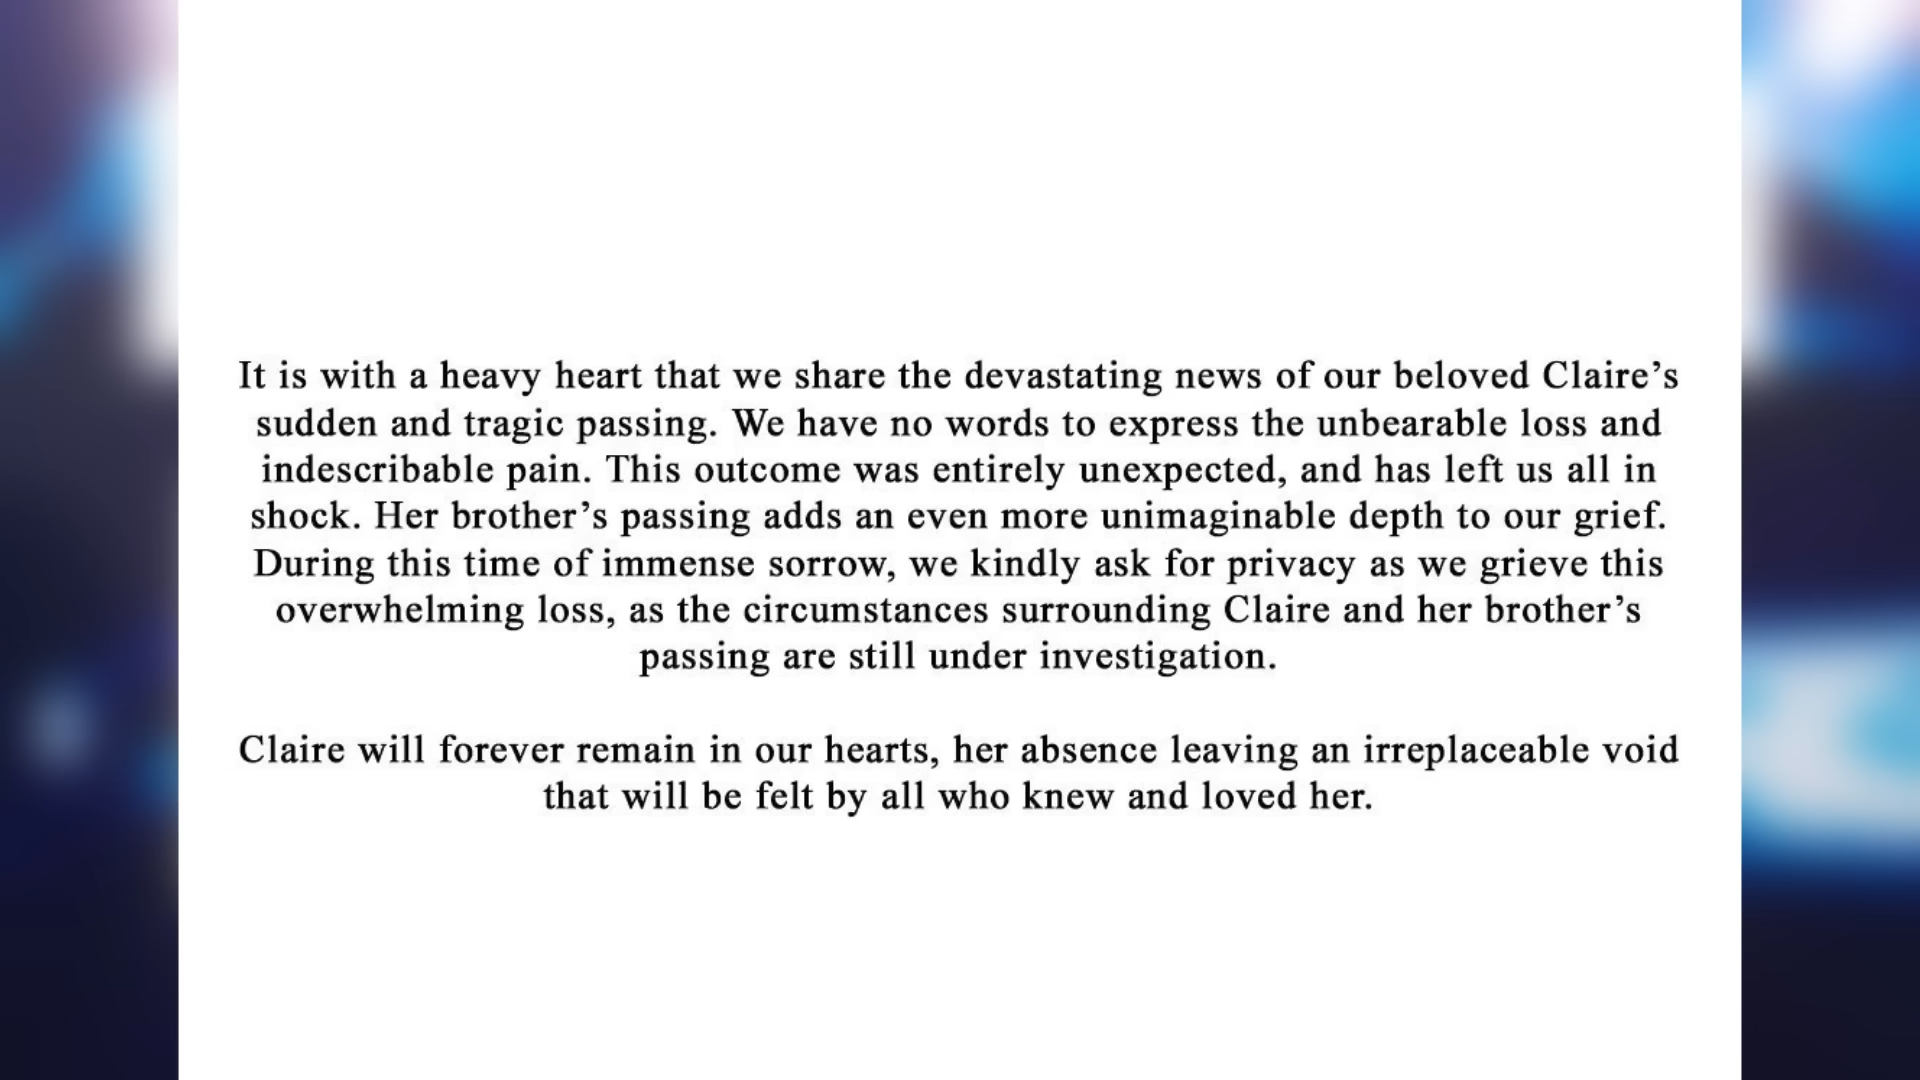 It is with a heavy heart that we share the devastating news of our beloved Claire’s
sudden and tragic passing. We have no words to express the unbearable loss and
indescribable pain. This outcome was entirely unexpected, and has left us all in
shock. Her brother’s passing adds an even more unimaginable depth to our grief.
During this time of immense sorrow, we kindly ask for privacy as we grieve this
overwhelming loss, as the circumstances surrounding Claire and her brother’s
passing are still under investigation.
Claire will forever remain in our hearts, her absence leaving an irreplaceable void
that will be felt by all who knew and loved her.